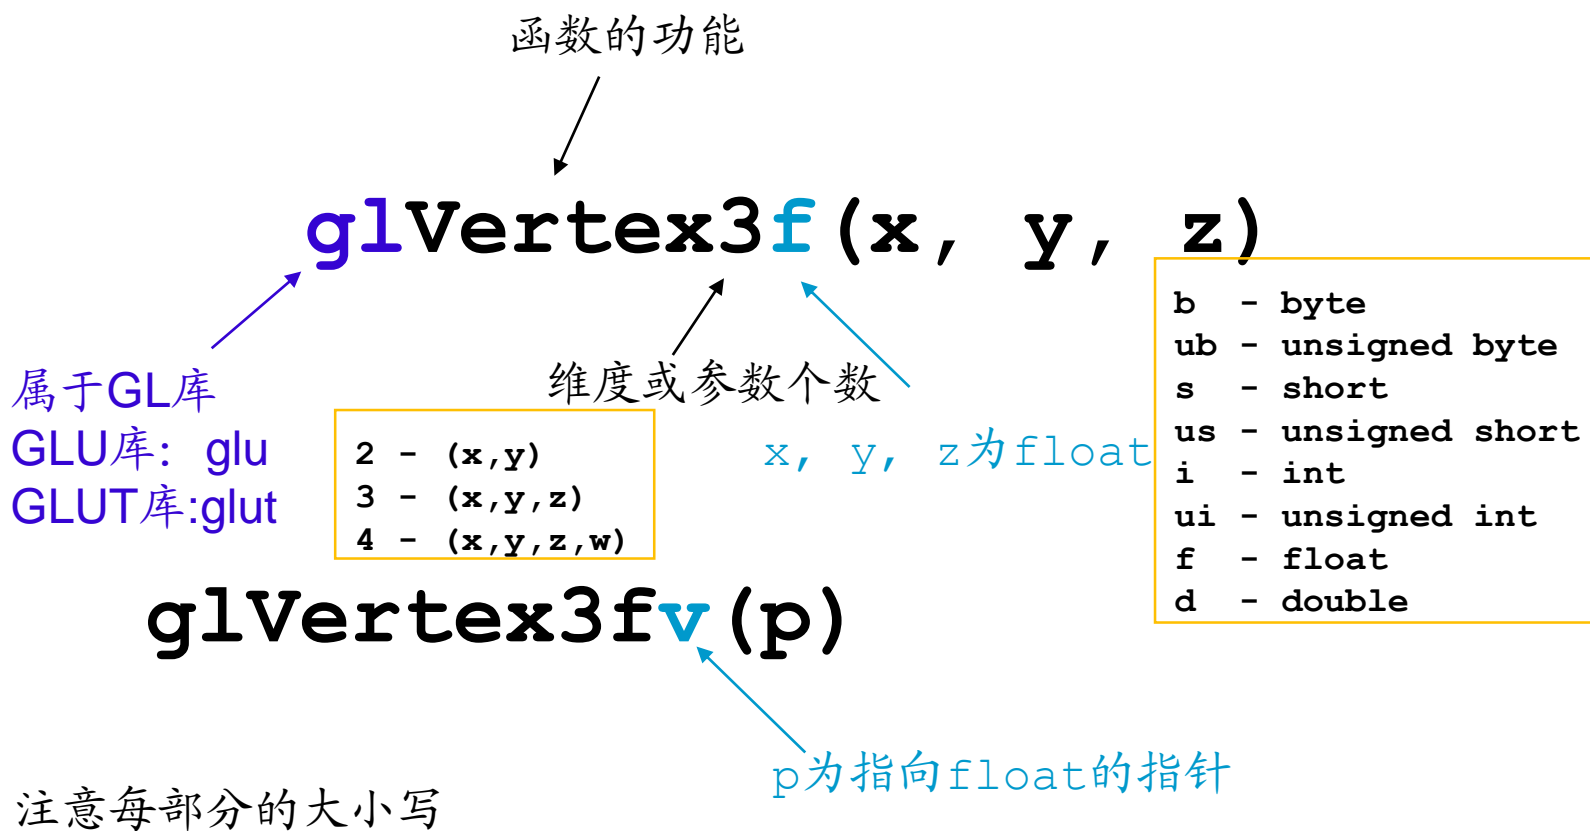 函数的功能
glVertex3f(x, y, z)
属于GL库
GLU库: glu
GLUT库:glut
维度或参数个数
2 - (x,y)
3 - (x,y,z)
4 - (x,y,z,w)
x, y, z为float
b - byte
ub - unsigned byte
s - short
us - unsigned short
i - int
ui - unsigned int
f - float
d - double
glVertex3fv(p)
p为指向float的指针
注意每部分的大小写